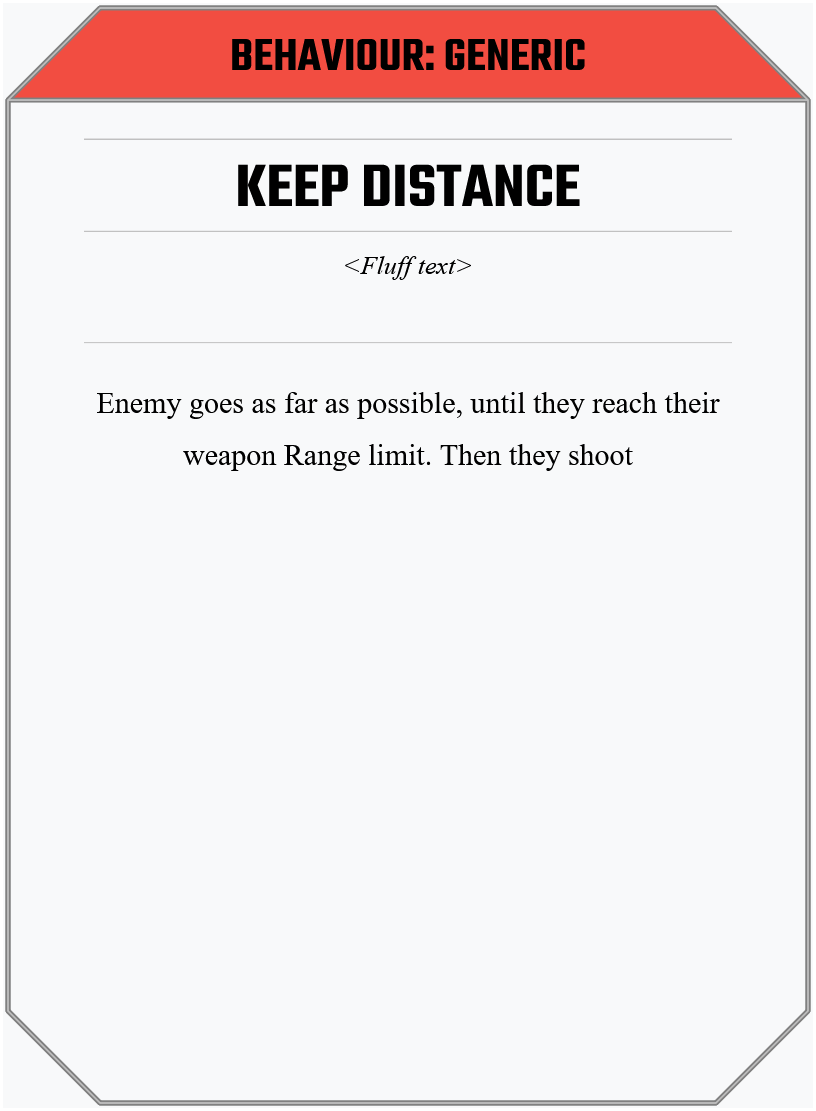 BEHAVIOUR: GENERIC
KEEP DISTANCE
<Fluff text>
Enemy goes as far as possible, until they reach their
weapon Range limit. Then they shoot